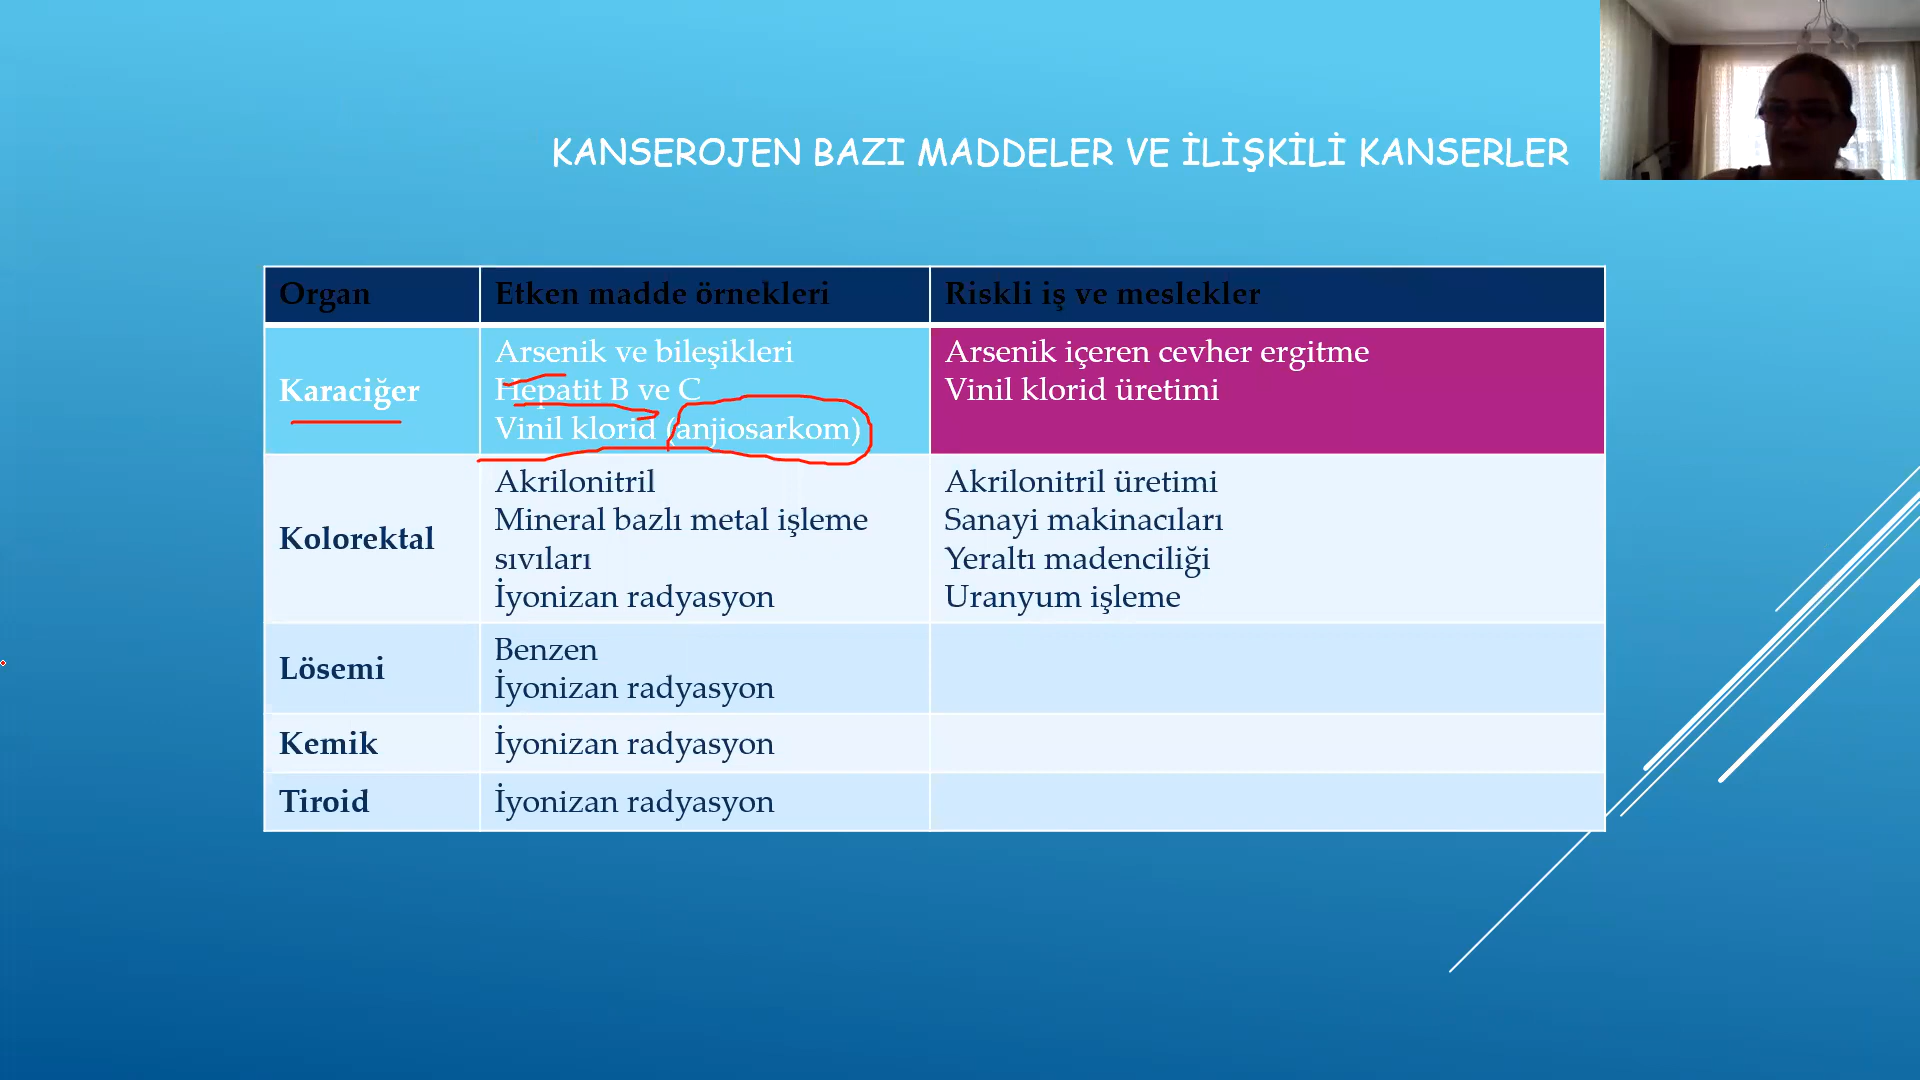 KANSEROJEN BAZI MADDELER VE İLİŞKİLİ KANSERLER
Organ
Etken madde örnekleri
Riskli iş ve meslekler
Karaciğer
Arsenik ve bileşikleri
Hepatit B ve C
Vinil klorid (anjiosarkom)
Arsenik içeren cevher ergitme
Vinil klorid üretimi
Kolorektal
Akrilonitril
Mineral bazlı metal işleme
sıvıları
İyonizan radyasyon
Akrilonitril üretimi
Sanayi makinacıları
Yeraltı madenciliği
Uranyum işleme
Lösemi
Benzen
İyonizan radyasyon
Kemik
İyonizan radyasyon
Tiroid
İyonizan radyasyon